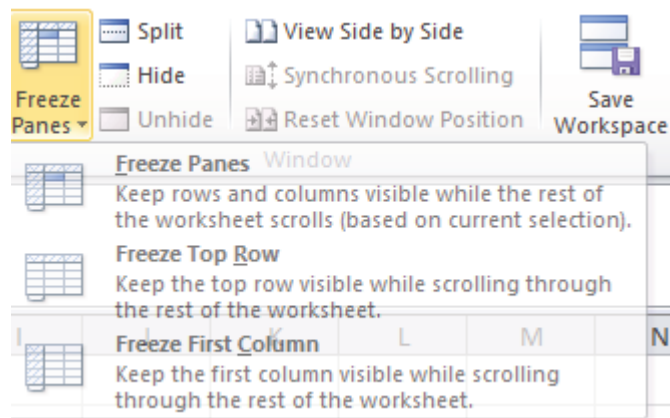 Split
View Side by Side
Hide
Synchronous Scrolling
Freeze
Panes
Unhide
Reset Window Position
Save
Workspace
Window
Freeze Panes
Keep rows and columns visible while the rest of
the worksheet scrolls (based on current selection).
Freeze Top Row
Keep the top row visible while scrolling through
the rest of the worksheet.
I K L M N
Freeze First Column
Keep the first column visible while scrolling
through the rest of the worksheet.